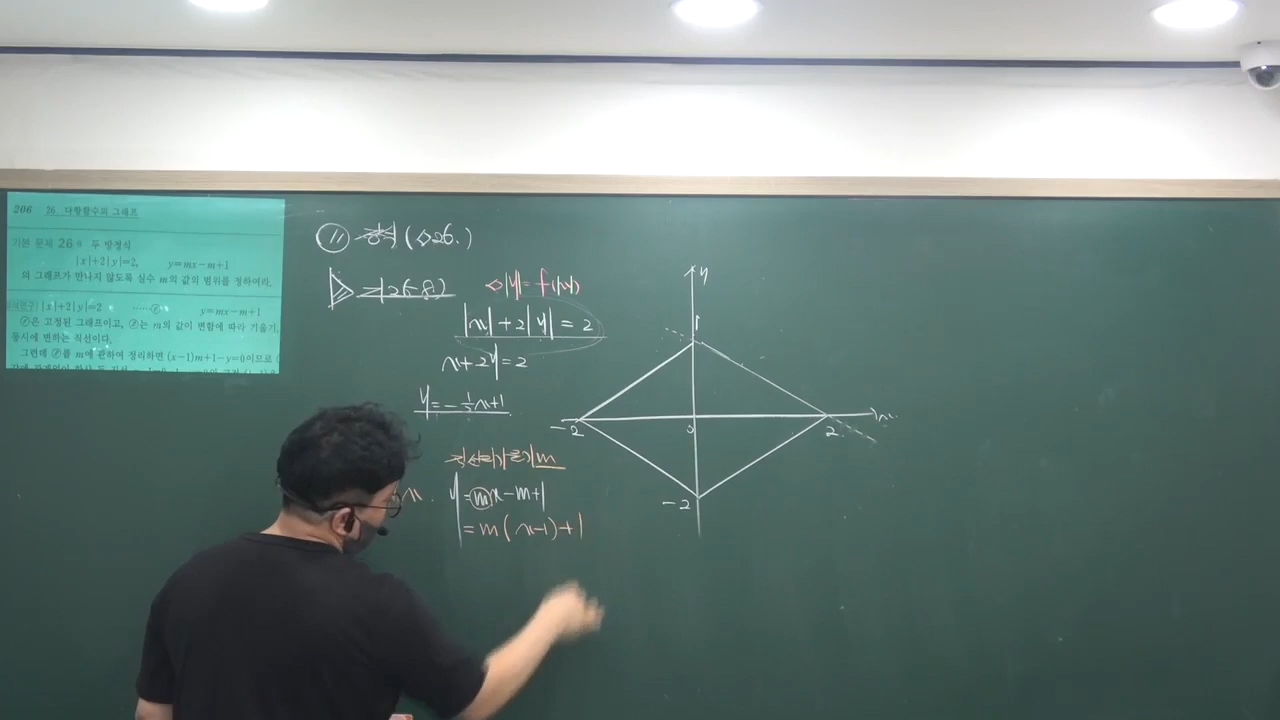 206 26. 다항함수의 그래프
기본 문제 26-8 두 방정식
|x|+2|y|=2, y=mx-m+1
의 그래프가 만나지 않도록 실수 m의 값의 범위를 정하여라.
|x|+2|y|=2 ……㉠ y=mx-m+1
㉠은 고정된 그래프이고, ㉡는 m의 값이 변함에 따라 기울기,
동시에 변하는 직선이다.
그런데 ㉡를 m에 관하여 정리하면 (x-1)m+1-y=0이므로
11 (◇26.)
26-8)
◇|y|=f(x)
|x|+2|y|=2
x+2y=2
y=-1/2x+1
m
y=mx-m+1
=m(x-1)+1
y
1
-2
0
2
x
-2